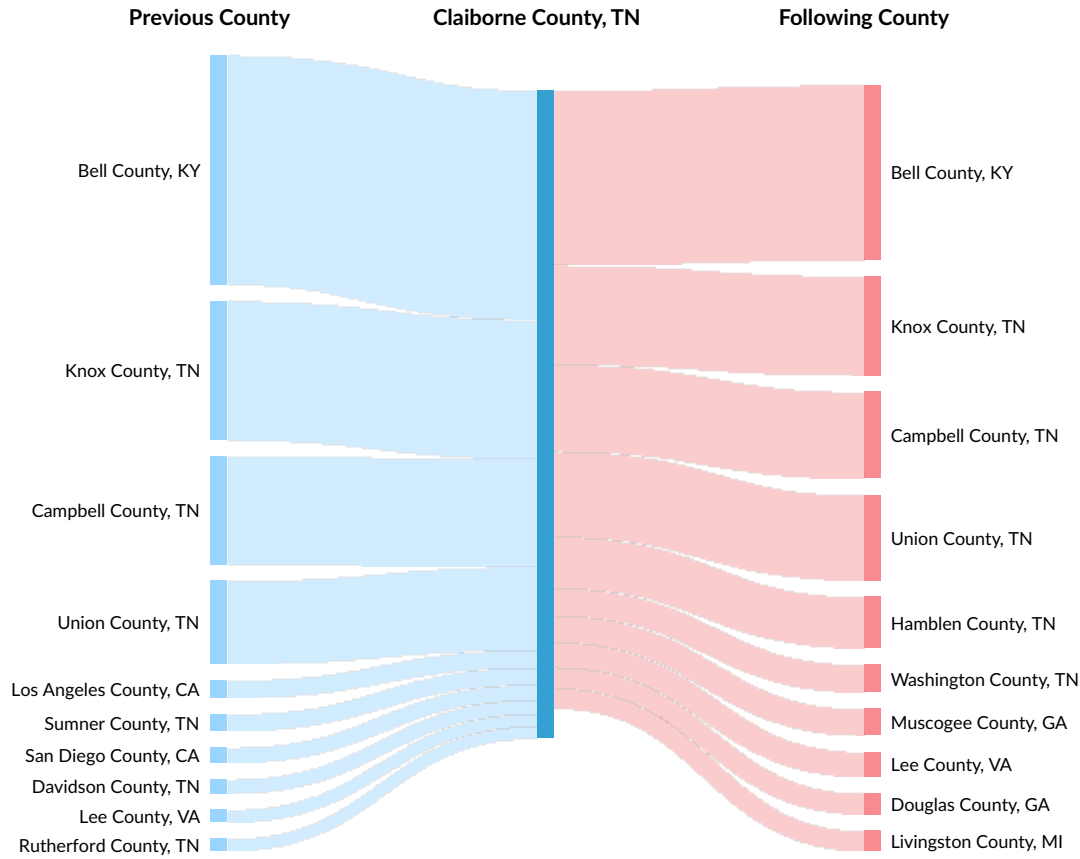 Previous County
Claiborne County, TN
Following County
Bell County, KY
Knox County, TN
Campbell County, TN
Union County, TN
Los Angeles County, CA
Sumner County, TN
San Diego County, CA
Davidson County, TN
Lee County, VA
Rutherford County, TN
Bell County, KY
Knox County, TN
Campbell County, TN
Union County, TN
Hamblen County, TN
Washington County, TN
Muscogee County, GA
Lee County, VA
Douglas County, GA
Livingston County, MI